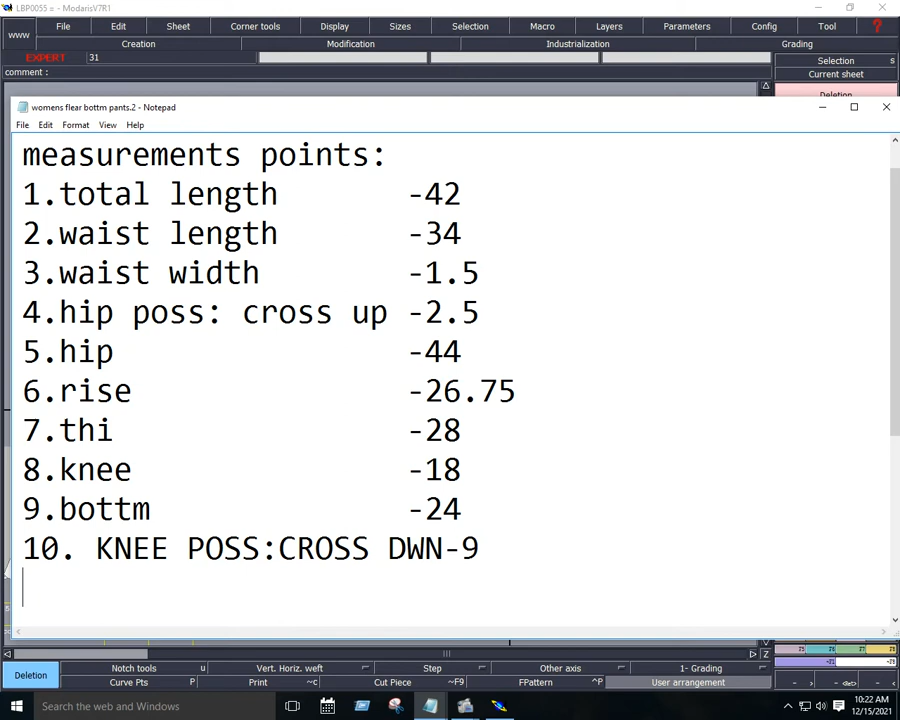 LBP0055 = - ModarisV7R1
www File Edit Sheet Corner tools Display Sizes Selection Macro Layers Parameters Config Tool ?
Creation Modification Industrialization Grading
EXPERT 31 Selection s
comment : Current sheet
Deletion
womens flear bottm pants.2 - Notepad
File Edit Format View Help
measurements points:
1.total length -42
2.waist length -34
3.waist width -1.5
4.hip poss: cross up -2.5
5.hip -44
6.rise -26.75
7.thi -28
8.knee -18
9.bottm -24
10. KNEE POSS:CROSS DWN-9
Z
Deletion Notch tools u Vert. Horiz. weft Step Other axis 1- Grading
Curve Pts P Print ~c Cut Piece ~F9 FPattern ^P User arrangement
Search the web and Windows
10:22 AM
12/15/2021